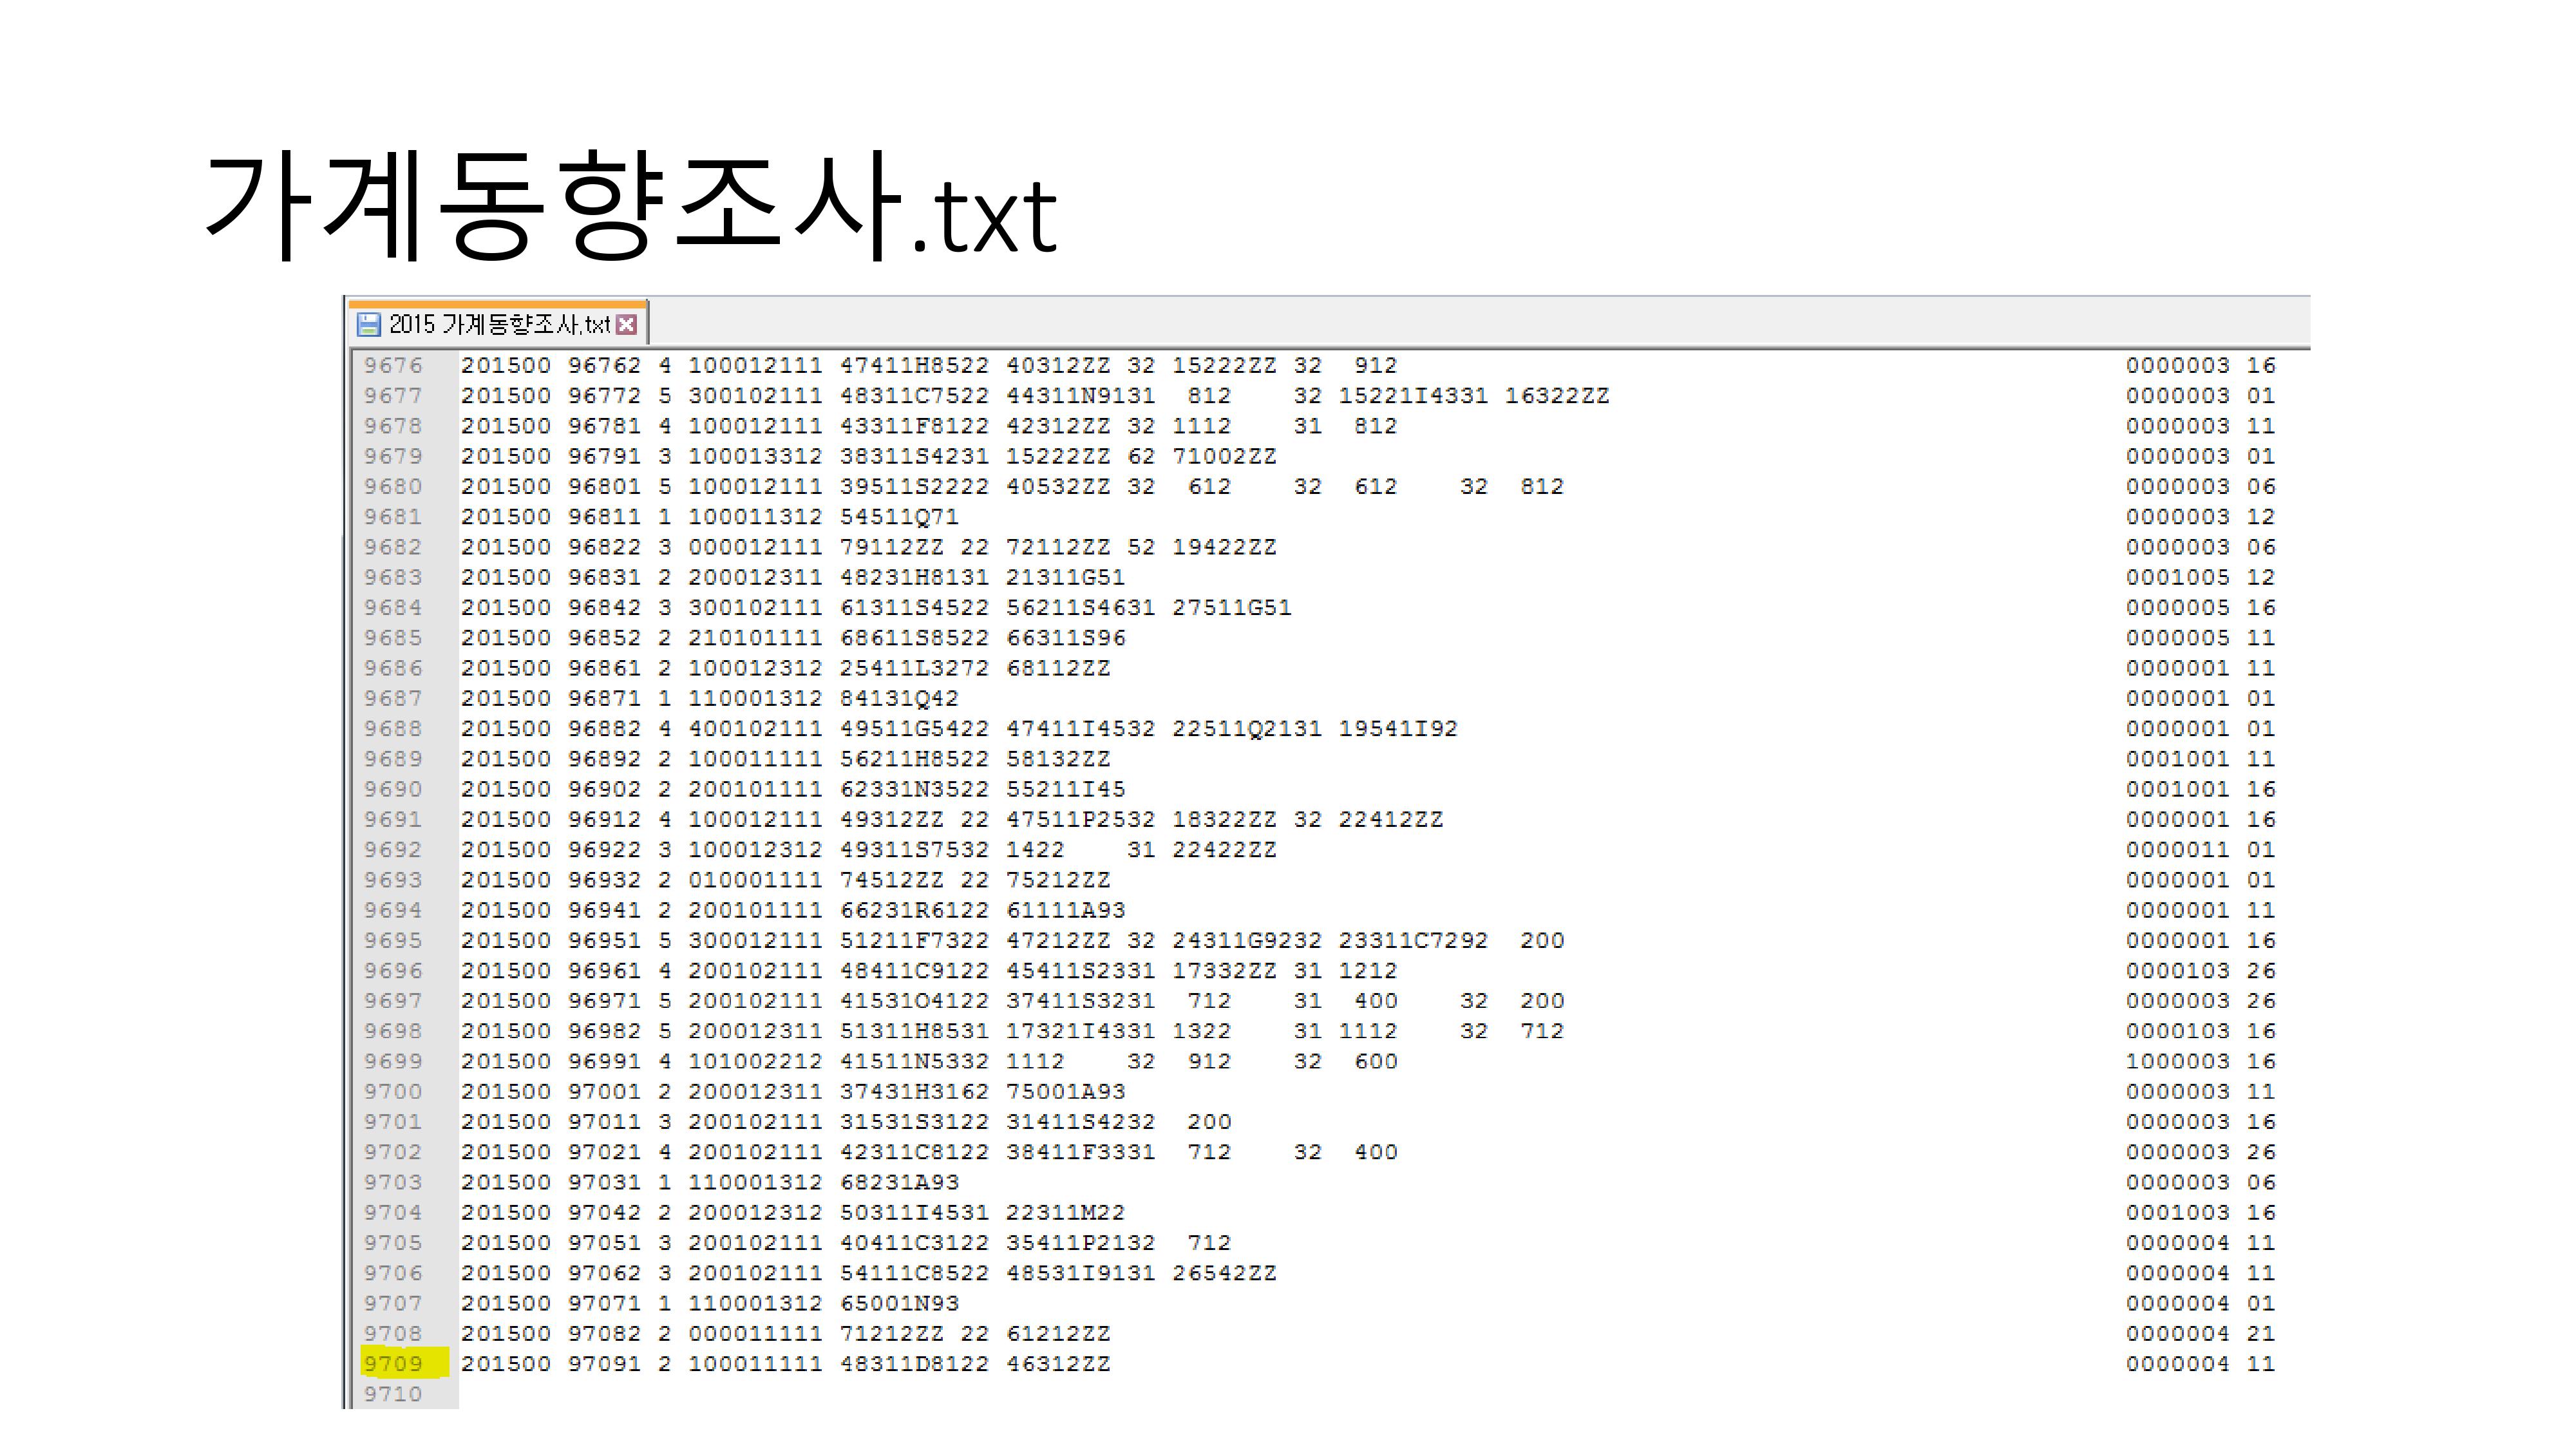 가계동향조사.txt
2015 가계동향조사.txt
9676 201500 96762 4 100012111 47411H8522 40312ZZ 32 15222ZZ 32 912 0000003 16
9677 201500 96772 5 300102111 48311C7522 44311N9131 812 32 15221I4331 16322ZZ 0000003 01
9678 201500 96781 4 100012111 43311F8122 42312ZZ 32 1112 31 812 0000003 11
9679 201500 96791 3 100013312 38311S4231 15222ZZ 62 71002ZZ 0000003 01
9680 201500 96801 5 100012111 39511S2222 40532ZZ 32 612 32 612 32 812 0000003 06
9681 201500 96811 1 100011312 54511Q71 0000003 12
9682 201500 96822 3 000012111 79112ZZ 22 72112ZZ 52 19422ZZ 0000003 06
9683 201500 96831 2 200012311 48231H8131 21311G51 0001005 12
9684 201500 96842 3 300102111 61311S4522 56211S4631 27511G51 0000005 16
9685 201500 96852 2 210101111 68611S8522 66311S96 0000005 11
9686 201500 96861 2 100012312 25411L3272 68112ZZ 0000001 11
9687 201500 96871 1 110001312 84131Q42 0000001 01
9688 201500 96882 4 400102111 49511G5422 47411I4532 22511Q2131 19541I92 0000001 01
9689 201500 96892 2 100011111 56211H8522 58132ZZ 0001001 11
9690 201500 96902 2 200101111 62331N3522 55211I45 0001001 16
9691 201500 96912 4 100012111 49312ZZ 22 47511P2532 18322ZZ 32 22412ZZ 0000001 16
9692 201500 96922 3 100012312 49311S7532 1422 31 22422ZZ 0000011 01
9693 201500 96932 2 010001111 74512ZZ 22 75212ZZ 0000001 01
9694 201500 96941 2 200101111 66231R6122 61111A93 0000001 11
9695 201500 96951 5 300012111 51211F7322 47212ZZ 32 24311G9232 23311C7292 200 0000001 16
9696 201500 96961 4 200102111 48411C9122 45411S2331 17332ZZ 31 1212 0000103 26
9697 201500 96971 5 200102111 41531O4122 37411S3231 712 31 400 32 200 0000003 26
9698 201500 96982 5 200012311 51311H8531 17321I4331 1322 31 1112 32 712 0000103 16
9699 201500 96991 4 101002212 41511N5332 1112 32 912 32 600 1000003 16
9700 201500 97001 2 200012311 37431H3162 75001A93 0000003 11
9701 201500 97011 3 200102111 31531S3122 31411S4232 200 0000003 16
9702 201500 97021 4 200102111 42311C8122 38411F3331 712 32 400 0000003 26
9703 201500 97031 1 110001312 68231A93 0000003 06
9704 201500 97042 2 200012312 50311I4531 22311M22 0001003 16
9705 201500 97051 3 200102111 40411C3122 35411P2132 712 0000004 11
9706 201500 97062 3 200102111 54111C8522 48531I9131 26542ZZ 0000004 11
9707 201500 97071 1 110001312 65001N93 0000004 01
9708 201500 97082 2 000011111 71212ZZ 22 61212ZZ 0000004 21
9709 201500 97091 2 100011111 48311D8122 46312ZZ 0000004 11
9710